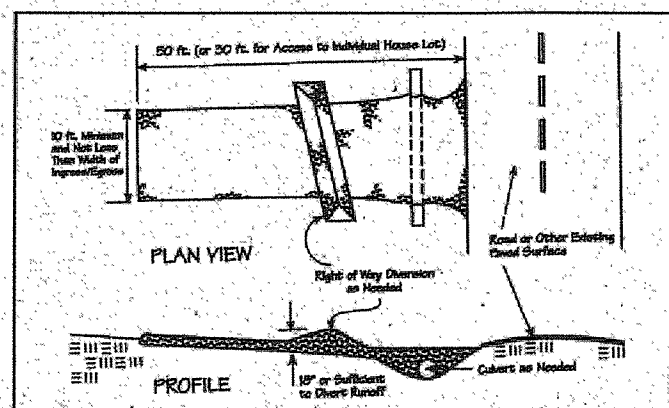 50 ft. (or 30 ft. for Access to Individual House Lot)
10 ft. Minimum
and Not Less
Than Width of
Ingress/Egress
PLAN VIEW
Right of Way Diversion
as Needed
Road or Other Existing
Paved Surface
18" or Sufficient
to Divert Runoff
Culvert as Needed
PROFILE